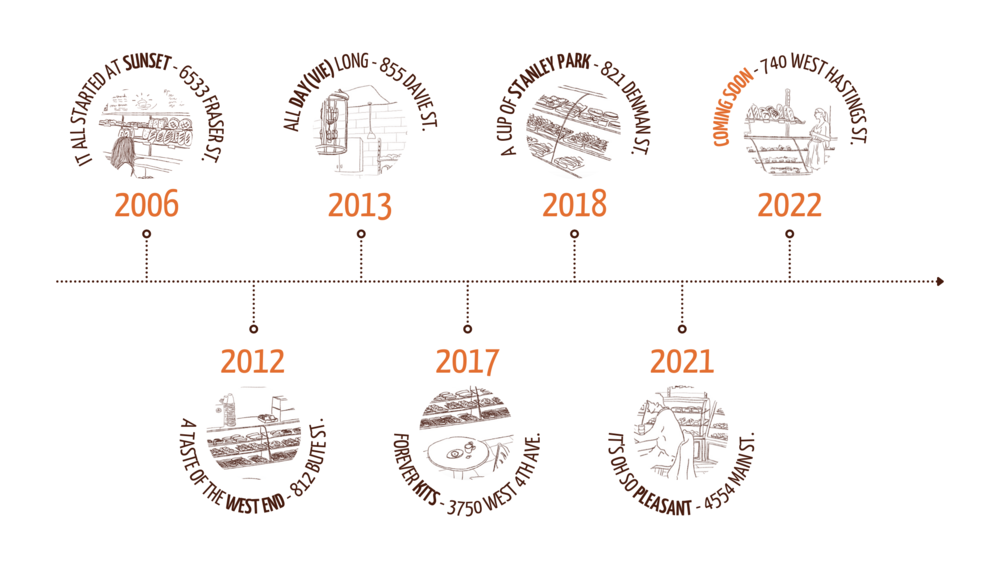 IT ALL STARTED AT SUNSET - 6533 FRASER ST.
2006
ALL DAY(VIE) LONG - 855 DAVIE ST.
2013
A CUP OF STANLEY PARK - 821 DENMAN ST.
2018
COMING SOON - 740 WEST HASTINGS ST.
2022
2012
A TASTE OF THE WEST END - 812 BUTE ST.
2017
FOREVER KITS - 3750 WEST 4TH AVE.
2021
IT'S OH SO PLEASANT - 4554 MAIN ST.